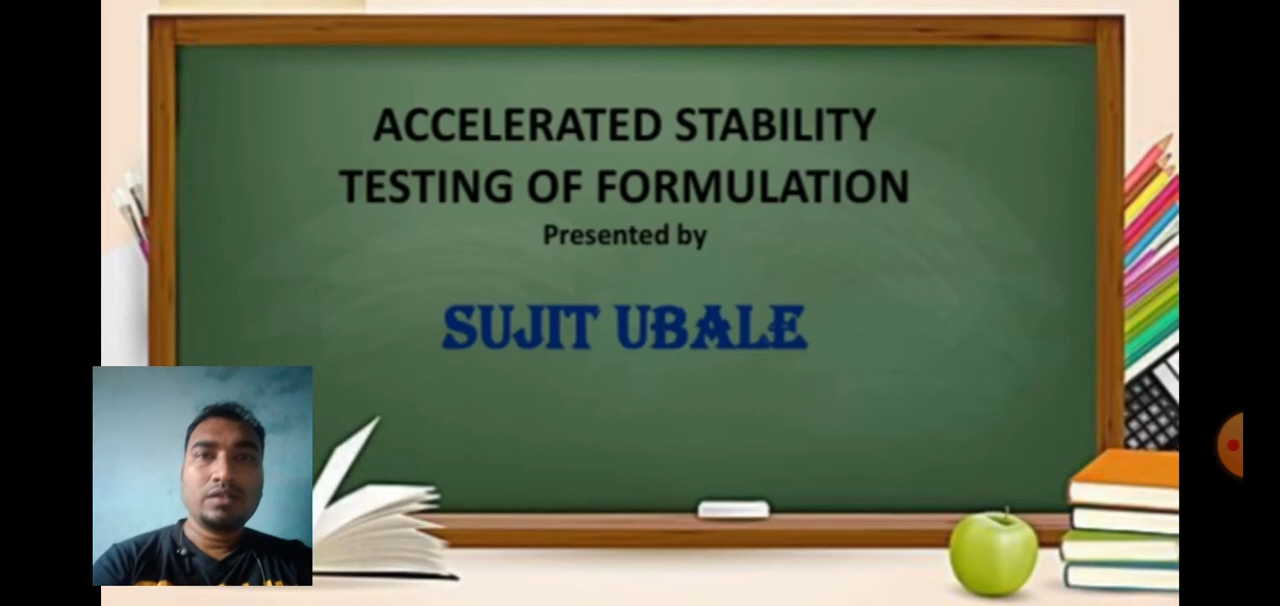 ACCELERATED STABILITY
TESTING OF FORMULATION
Presented by
SUJIT UBALE